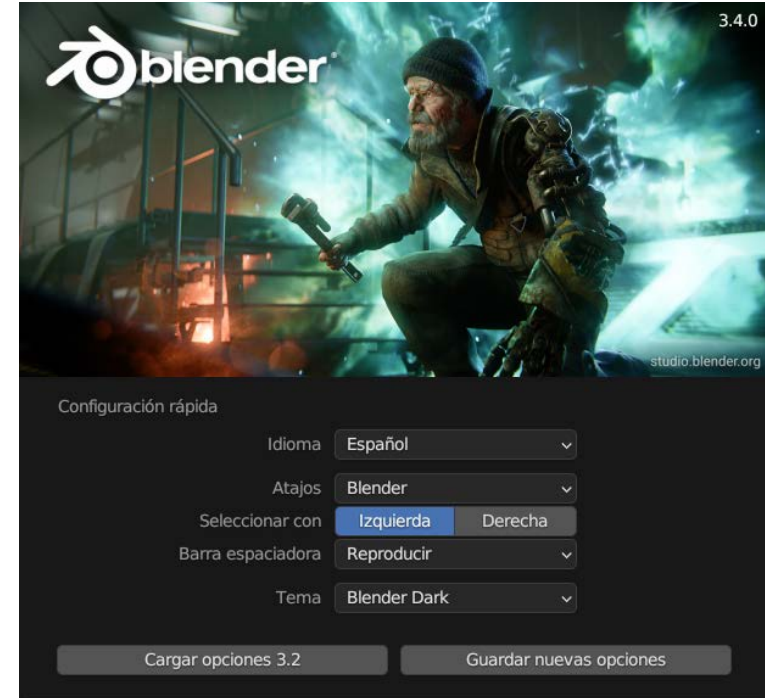 3.4.0
blender
studio.blender.org
Configuración rápida
Idioma Español
Atajos Blender
Seleccionar con Izquierda Derecha
Barra espaciadora Reproducir
Tema Blender Dark
Cargar opciones 3.2 Guardar nuevas opciones